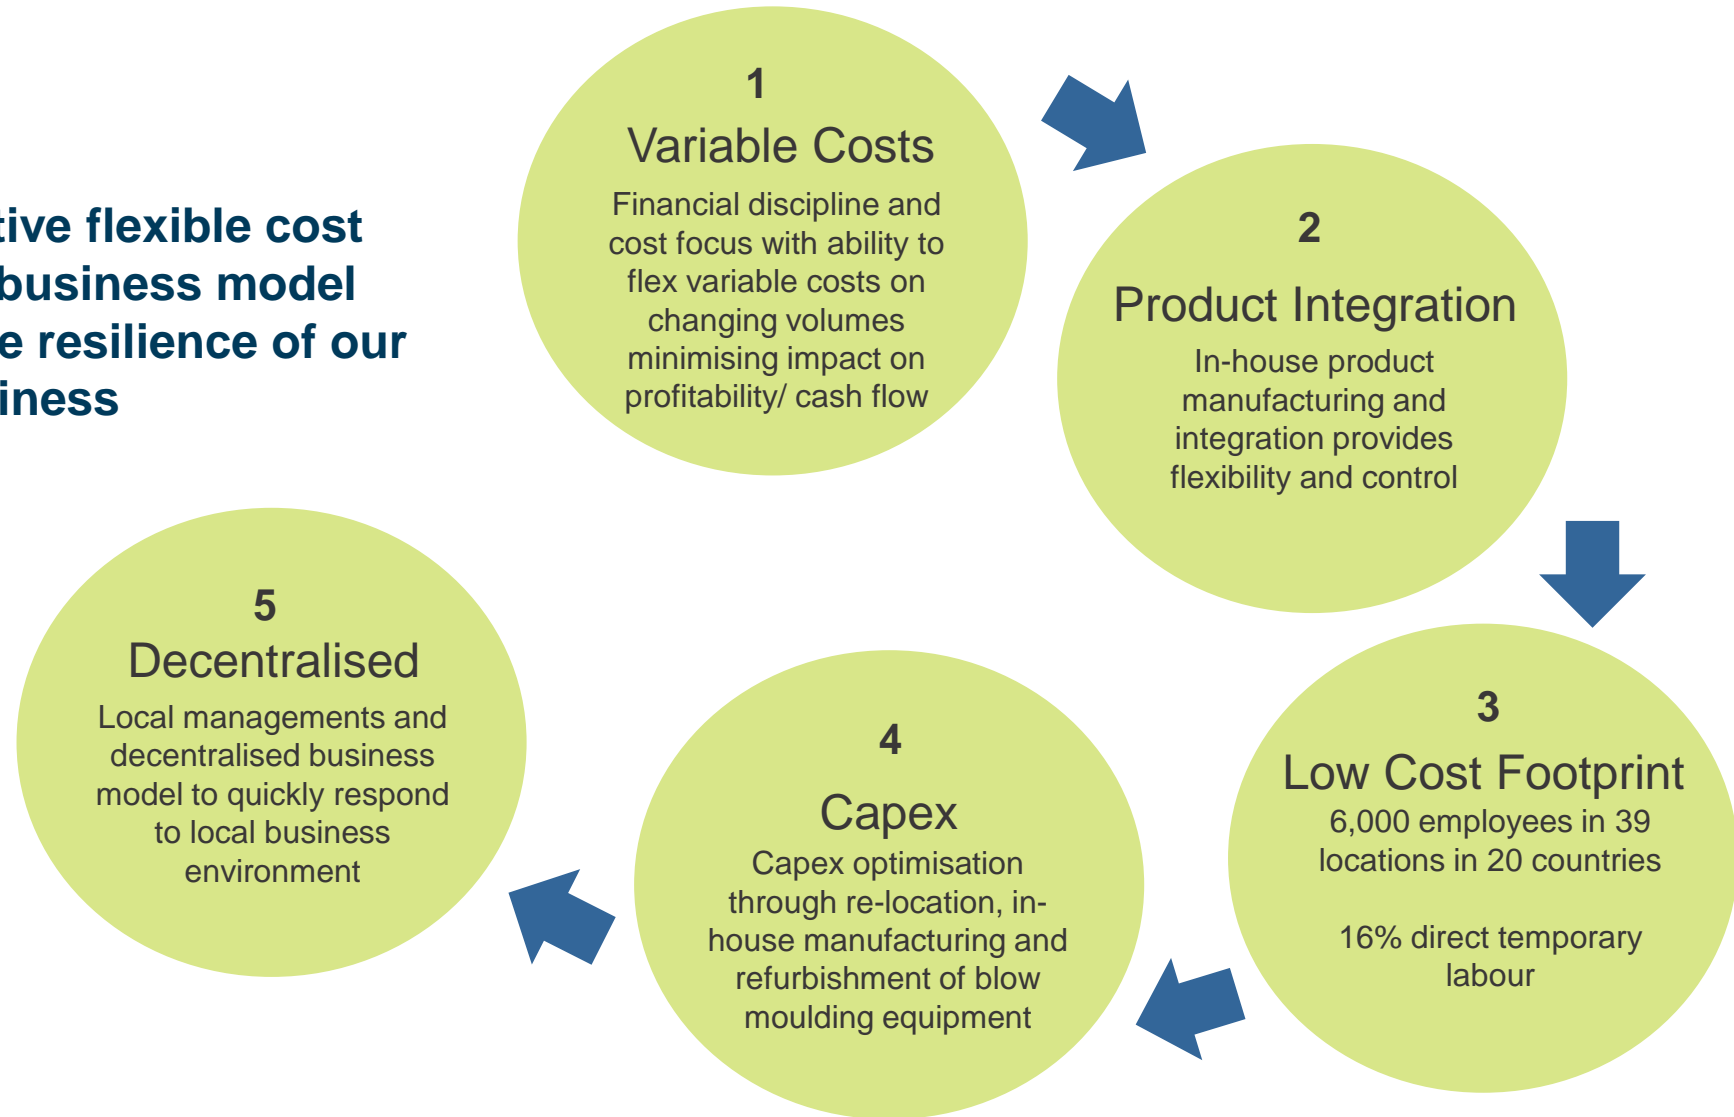 tive flexible cost
business model
e resilience of our
iness
1
Variable Costs
Financial discipline and
cost focus with ability to
flex variable costs on
changing volumes
minimising impact on
profitability/ cash flow
2
Product Integration
In-house product
manufacturing and
integration provides
flexibility and control
3
Low Cost Footprint
6,000 employees in 39
locations in 20 countries
16% direct temporary
labour
4
Capex
Capex optimisation
through re-location, in-
house manufacturing and
refurbishment of blow
moulding equipment
5
Decentralised
Local managements and
decentralised business
model to quickly respond
to local business
environment